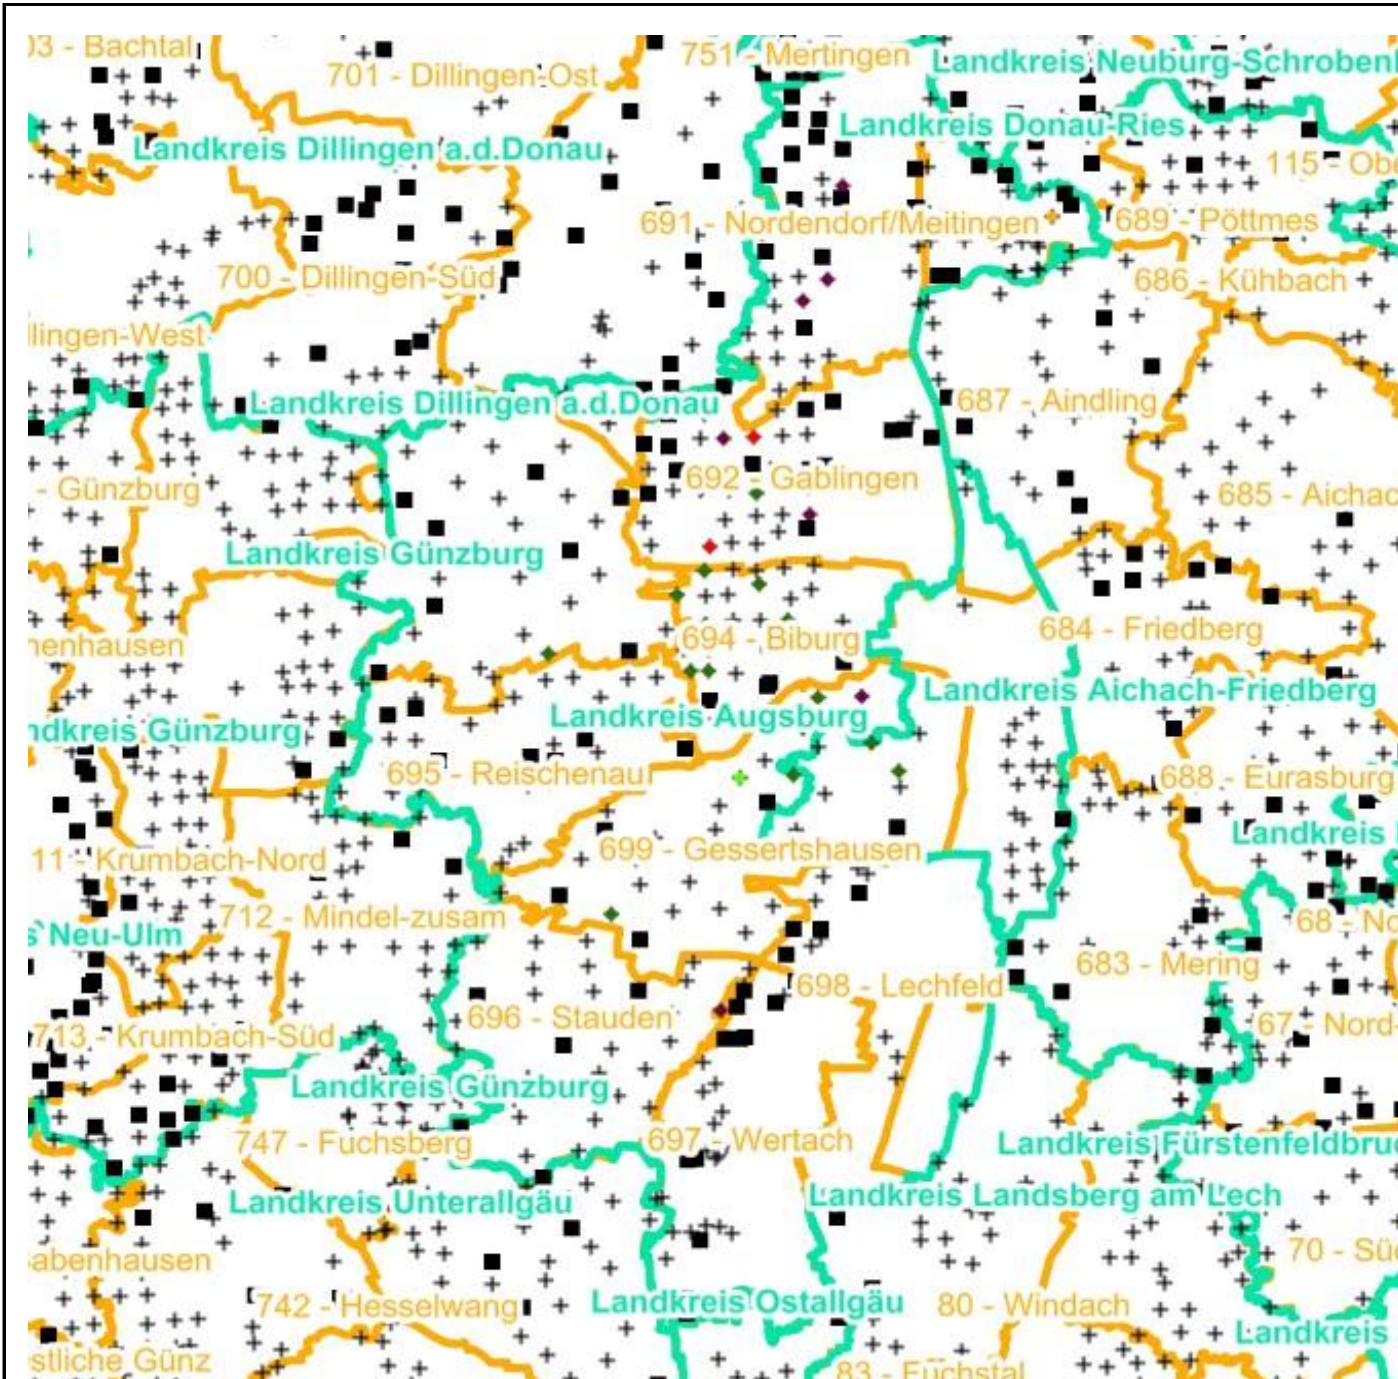 03 - Bachtal
751 - Mertingen
Landkreis Neuburg-Schroben
701 - Dillingen-Ost
Landkreis Donau-Ries
Landkreis Dillingen a.d.Donau
115 - Ob
691 - Nordendorf/Meitingen
689 - Pöttmes
700 - Dillingen-Süd
686 - Kühbach
llingen-West
Landkreis Dillingen a.d.Donau
687 - Aindling
692 - Gablingen
- Günzburg
685 - Aichac
Landkreis Günzburg
684 - Friedberg
694 - Biburg
nenhausen
Landkreis Aichach-Friedberg
Landkreis Augsburg
ndkreis Günzburg
695 - Reischenau
688 - Eurasburg
Landkreis
699 - Gessertshausen
11 - Krumbach-Nord
712 - Mindel-zusam
68 - No
s Neu-Ulm
683 - Mering
698 - Lechfeld
696 - Stauden
67 - Nord
713 - Krumbach-Süd
Landkreis Günzburg
747 - Fuchsberg
697 - Wertach
Landkreis Fürstenfeldbru
Landkreis Unterallgäu
Landkreis Landsberg am Lech
70 - Sü
abenhausen
742 - Hesselwang
Landkreis Ostallgäu
80 - Windach
Landkreis
stliche Günz
83 - Fuchstal